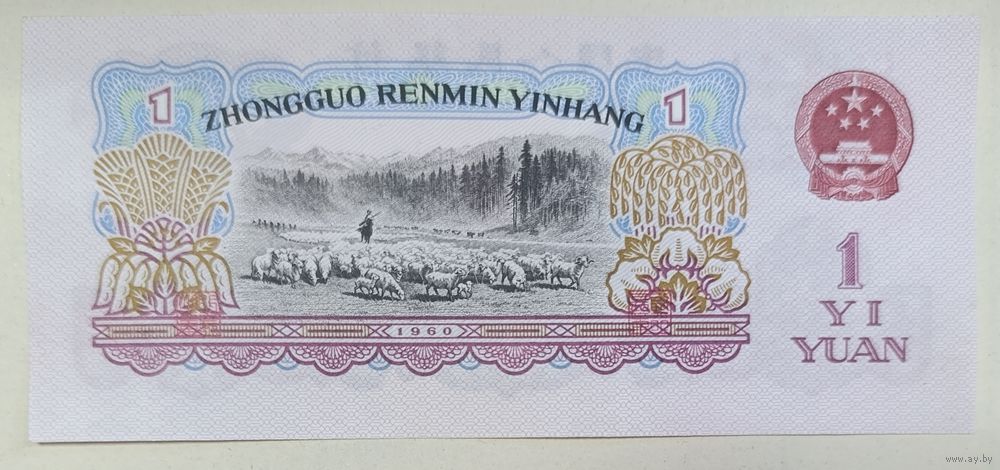 ZHONGGUO RENMIN YINHANG
1
1
1960
1
YI
YUAN
www.ay.by